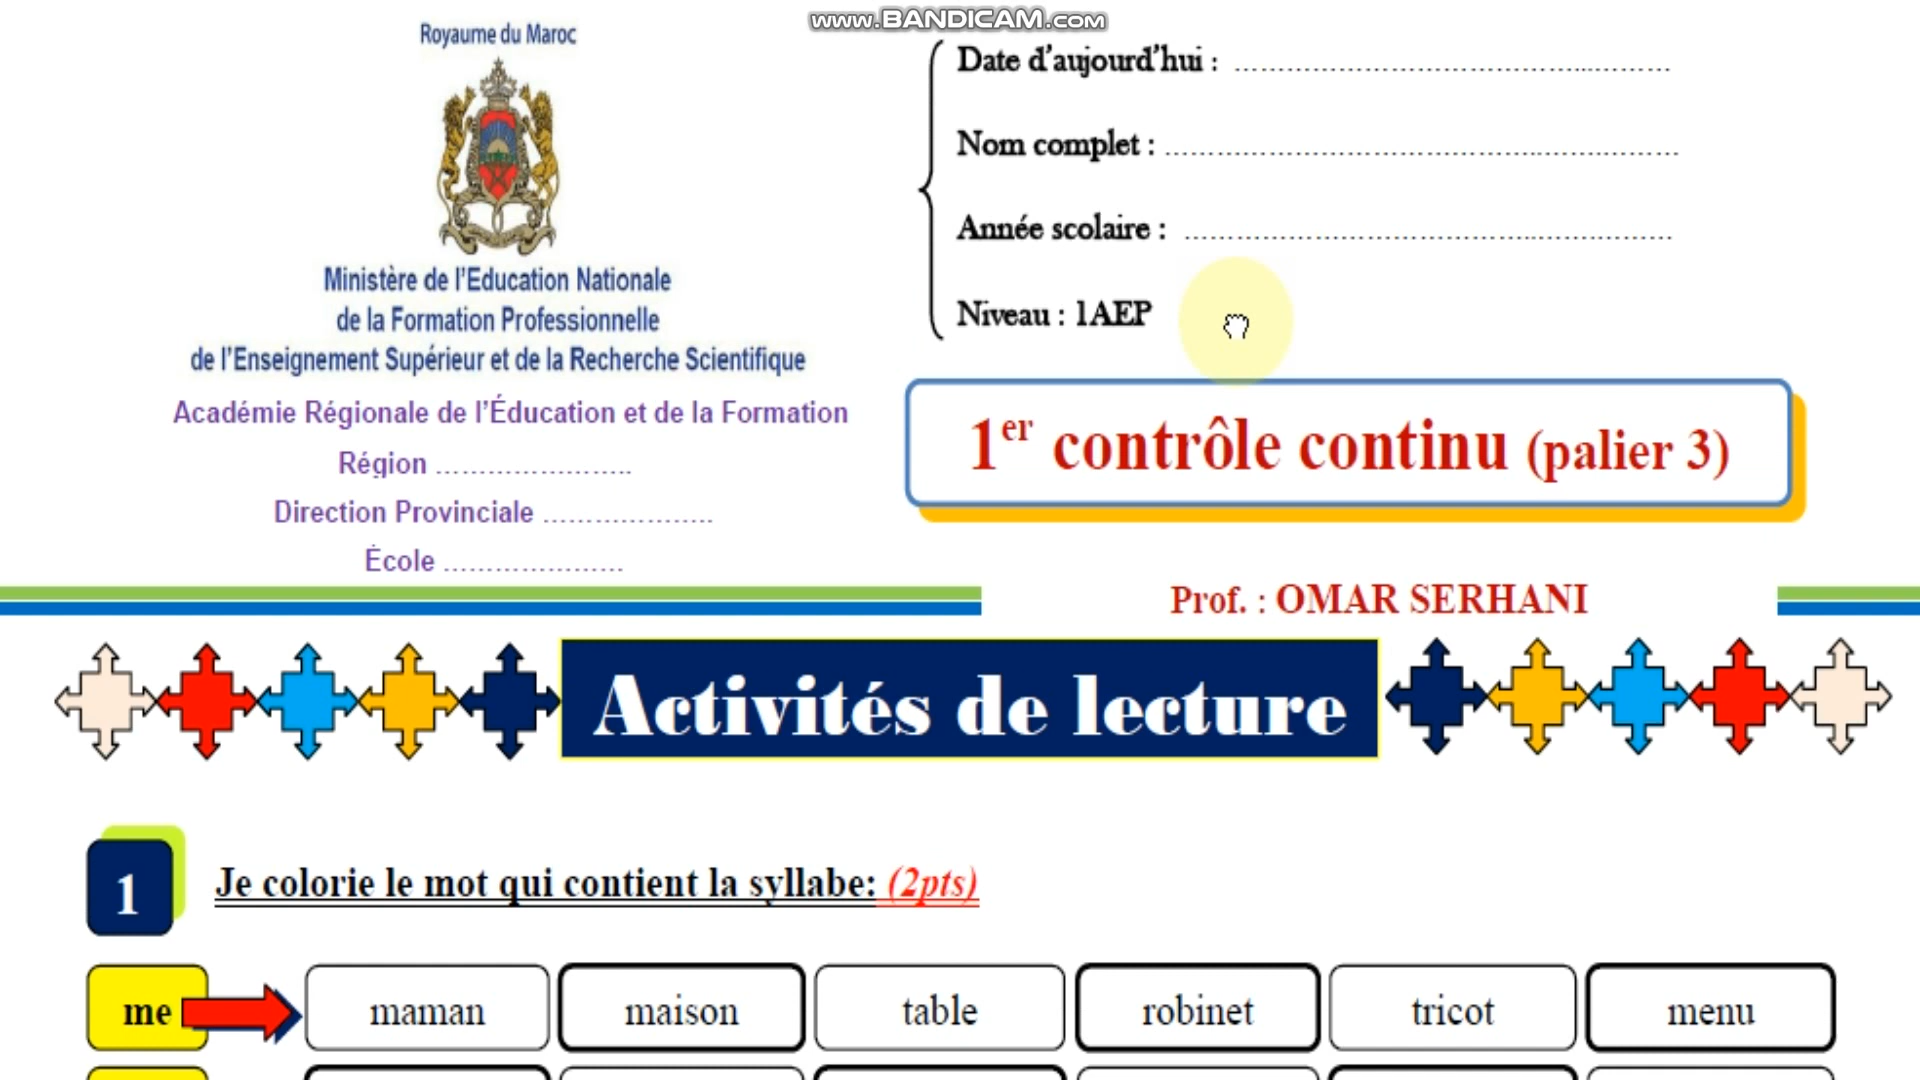 www.BANDICAM.com
Royaume du Maroc
Ministère de l'Education Nationale
de la Formation Professionnelle
de l'Enseignement Supérieur et de la Recherche Scientifique
Académie Régionale de l'Éducation et de la Formation
Région ........................
Direction Provinciale ....................
École .....................
Date d'aujourd'hui : ..................................................
Nom complet : ..................................................
Année scolaire : ..................................................
Niveau : 1AEP
1er contrôle continu (palier 3)
Prof. : OMAR SERHANI
Activités de lecture
1 Je colorie le mot qui contient la syllabe: (2pts)
me maman maison table robinet tricot menu